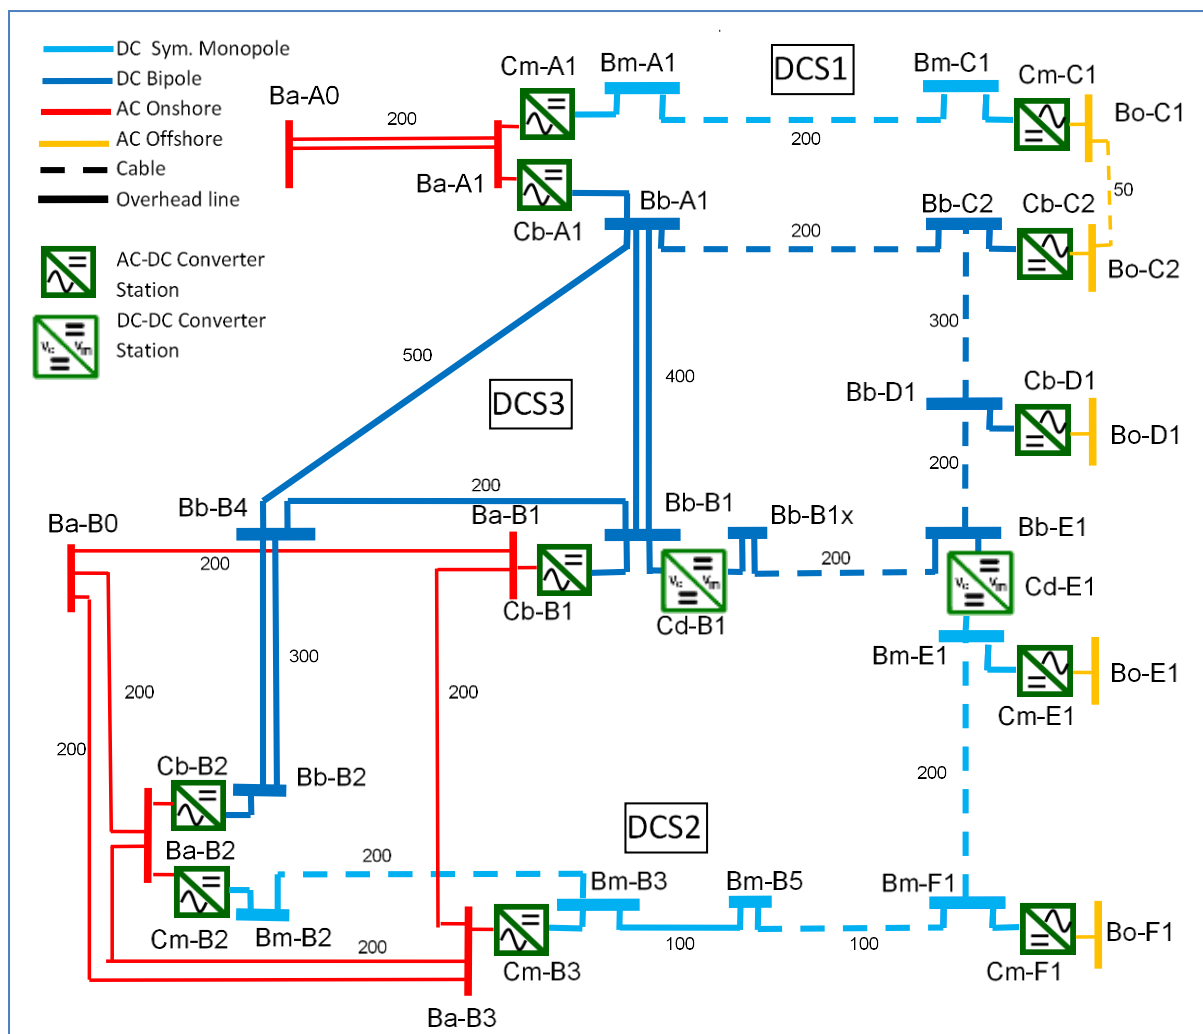 DC Sym. Monopole
DC Bipole
AC Onshore
AC Offshore
Cable
Overhead line
AC-DC Converter
Station
DC-DC Converter
Station
Cm-A1
Bm-A1
DCS1
Bm-C1
Cm-C1
Ba-A0
200
200
Bo-C1
Ba-A1
50
Cb-A1
Bb-A1
Bb-C2
Cb-C2
200
Bo-C2
300
500
400
DCS3
Bb-D1
Cb-D1
Bo-D1
200
200
Bb-B4
Ba-B1
Bb-B1
Bb-B1x
Bb-E1
Ba-B0
200
200
Cb-B1
Cd-B1
Cd-E1
Bm-E1
Bo-E1
300
200
200
Cm-E1
200
Cb-B2
Bb-B2
200
DCS2
Ba-B2
200
Bm-B3
Bm-B5
Bm-F1
Cm-B2
Bm-B2
200
100
100
Bo-F1
Cm-B3
Cm-F1
Ba-B3